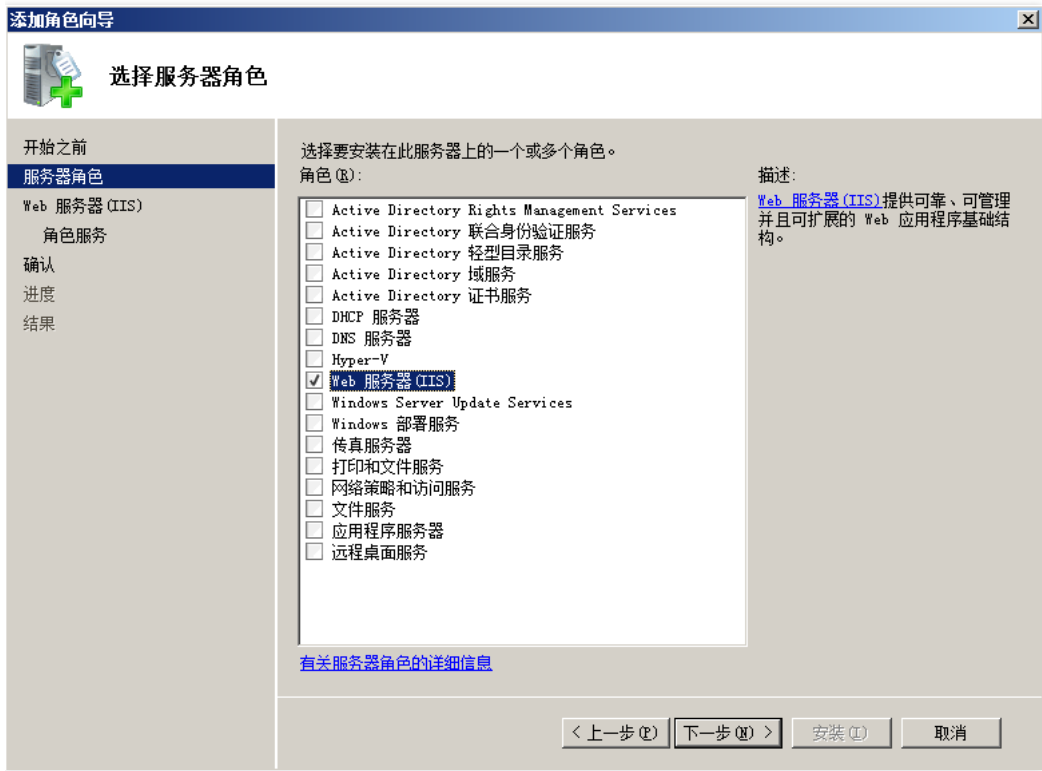 添加角色向导
选择服务器角色
开始之前
服务器角色
Web 服务器(IIS)
角色服务
确认
进度
结果
选择要安装在此服务器上的一个或多个角色。
角色(R):
Active Directory Rights Management Services
Active Directory 联合身份验证服务
Active Directory 轻型目录服务
Active Directory 域服务
Active Directory 证书服务
DHCP 服务器
DNS 服务器
Hyper-V
Web 服务器(IIS)
Windows Server Update Services
Windows 部署服务
传真服务器
打印和文件服务
网络策略和访问服务
文件服务
应用程序服务器
远程桌面服务
有关服务器角色的详细信息
描述:
Web 服务器(IIS)提供可靠、可管理
并且可扩展的 Web 应用程序基础结
构。
< 上一步(P)
下一步(N) >
安装(I)
取消